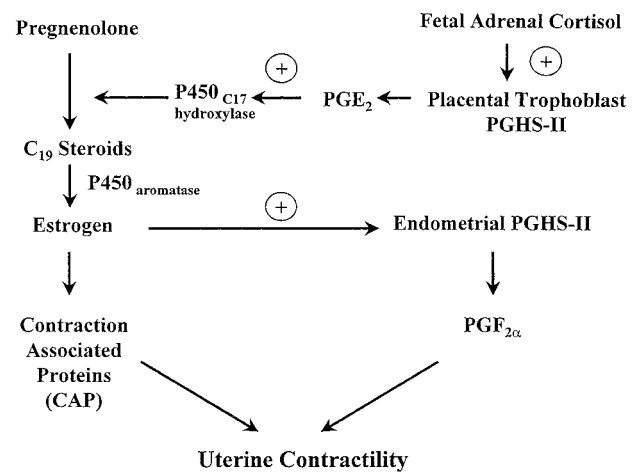 Pregnenolone
Fetal Adrenal Cortisol
+
+
P450 C17
hydroxylase
PGE2
Placental Trophoblast
PGHS-II
C19 Steroids
P450 aromatase
+
Estrogen
Endometrial PGHS-II
Contraction
Associated
Proteins
(CAP)
PGF2α
Uterine Contractility